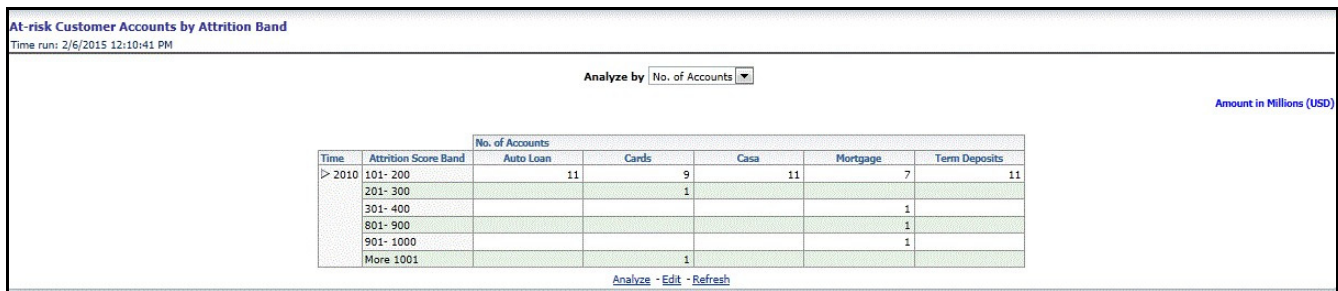 At-risk Customer Accounts by Attrition Band
Time run: 2/6/2015 12:10:41 PM
Analyze by No. of Accounts
Amount in Millions (USD)
No. of Accounts
Time Attrition Score Band Auto Loan Cards Casa Mortgage Term Deposits
2010 101- 200 11 9 11 7 11
201- 300 1
301- 400 1
801- 900 1
901- 1000 1
More 1001 1
Analyze - Edit - Refresh